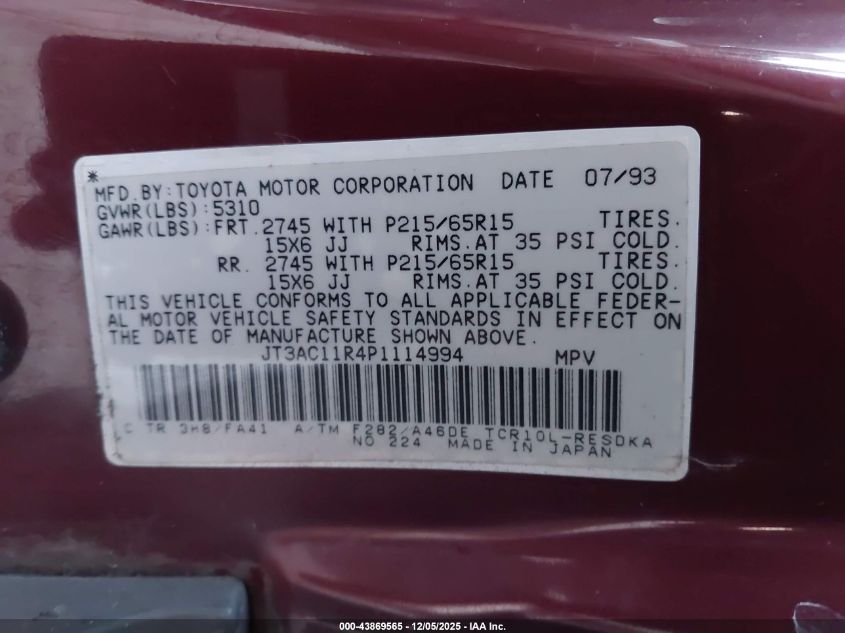 *
MFD.BY:TOYOTA MOTOR CORPORATION DATE 07/93
GVWR(LBS):5310
GAWR(LBS):FRT.2745 WITH P215/65R15 TIRES.
15X6 JJ RIMS.AT 35 PSI COLD.
RR. 2745 WITH P215/65R15 TIRES.
15X6 JJ RIMS.AT 35 PSI COLD.
THIS VEHICLE CONFORMS TO ALL APPLICABLE FEDER-
AL MOTOR VEHICLE SAFETY STANDARDS IN EFFECT ON
THE DATE OF MANUFACTURE SHOWN ABOVE.
JT3AC11R4P1114994 MPV
C TR 3H8/FA41 A/TM F282/A46DE TCR10L-RESDKA
NO 224 MADE IN JAPAN
000-43869565 - 12/05/2025 - IAA Inc.